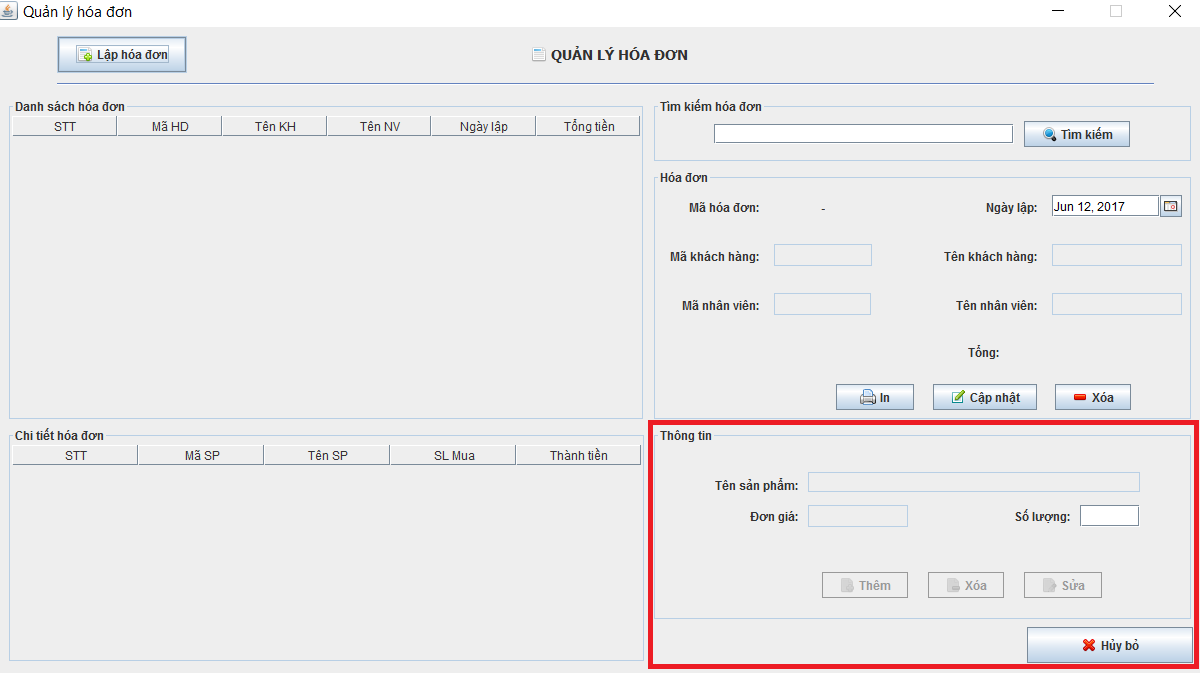 Quản lý hóa đơn
Lập hóa đơn
QUẢN LÝ HÓA ĐƠN
Danh sách hóa đơn
STT Mã HD Tên KH Tên NV Ngày lập Tổng tiền
Tìm kiếm hóa đơn
Tìm kiếm
Hóa đơn
Mã hóa đơn: - Ngày lập: Jun 12, 2017
Mã khách hàng: Tên khách hàng:
Mã nhân viên: Tên nhân viên:
Tổng:
In Cập nhật Xóa
Chi tiết hóa đơn
STT Mã SP Tên SP SL Mua Thành tiền
Thông tin
Tên sản phẩm:
Đơn giá: Số lượng:
Thêm Xóa Sửa
Hủy bỏ